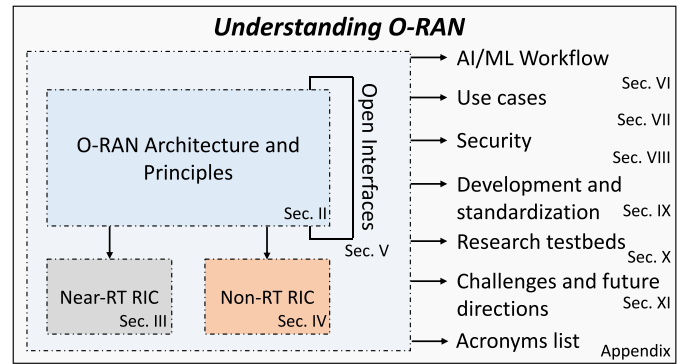 Understanding O-RAN
O-RAN Architecture and
Principles
Sec. II
Open Interfaces
Sec. V
Near-RT RIC
Sec. III
Non-RT RIC
Sec. IV
AI/ML Workflow
Sec. VI
Use cases
Sec. VII
Security
Sec. VIII
Development and
standardization
Sec. IX
Research testbeds
Sec. X
Challenges and future
directions
Sec. XI
Acronyms list
Appendix